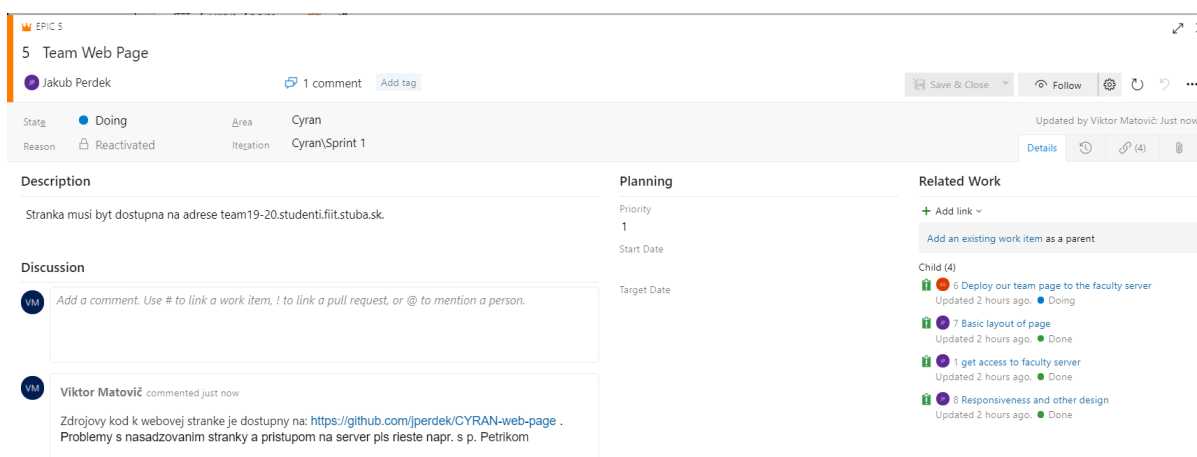 EPIC 5
5 Team Web Page
JP Jakub Perdek 1 comment Add tag Save & Close Follow
State Doing Area Cyran Updated by Viktor Matovič: Just now
Reason Reactivated Iteration Cyran\Sprint 1 Details (4)
Description Planning Related Work
Stranka musi byt dostupna na adrese team19-20.studenti.fiit.stuba.sk.
Priority
1
Start Date
Target Date
Add link
Add an existing work item as a parent
Child (4)
6 Deploy our team page to the faculty server
Updated 2 hours ago, Doing
JP 7 Basic layout of page
Updated 2 hours ago, Done
JP 1 get access to faculty server
Updated 2 hours ago, Done
JP 8 Responsiveness and other design
Updated 2 hours ago, Done
Discussion
VM Add a comment. Use # to link a work item, ! to link a pull request, or @ to mention a person.
VM Viktor Matovič commented just now
Zdrojovy kod k webovej stranke je dostupny na: https://github.com/jperdek/CYRAN-web-page .
Problemy s nasadzovanim stranky a pristupom na server pls rieste napr. s p. Petrikom